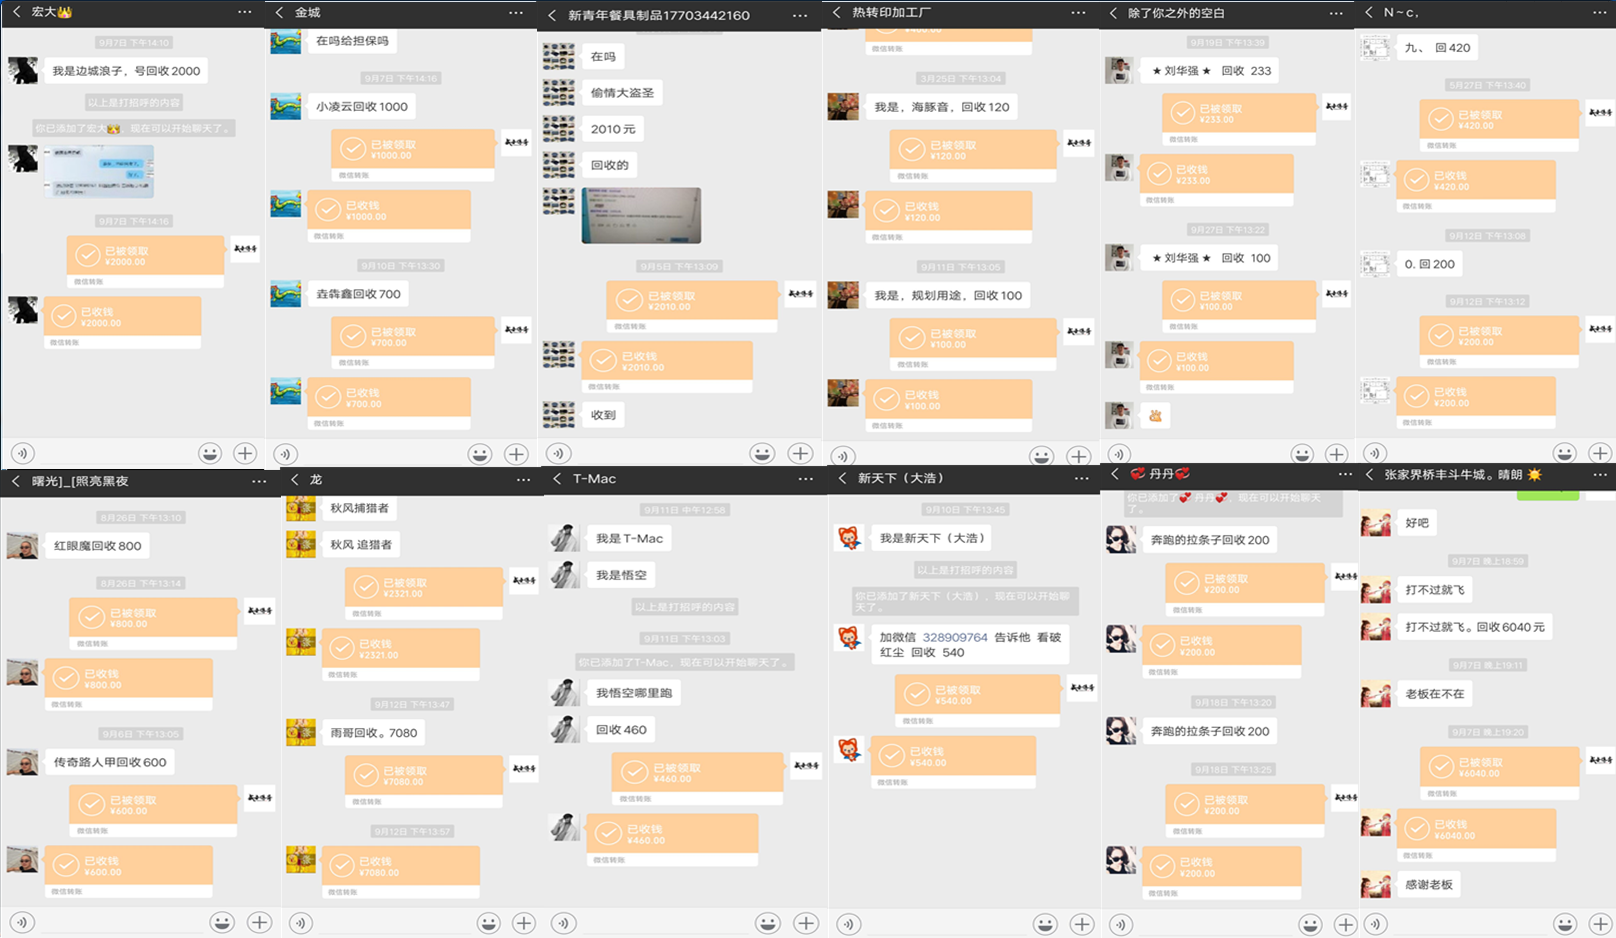 宏大
9月7日 下午14:10
我是边城浪子，号回收2000
以上是打招呼的内容
你已添加了宏大，现在可以开始聊天了。
9月7日 下午14:16
已被领取
¥2000.00
微信转账
已收钱
¥2000.00
微信转账
金城
在吗给担保吗
9月7日 下午14:16
小凌云回收1000
已被领取
¥1000.00
微信转账
已收钱
¥1000.00
微信转账
9月10日 下午13:30
垚犇鑫回收700
已被领取
¥700.00
微信转账
已收钱
¥700.00
微信转账
新青年餐具制品17703442160
在吗
偷情大盗圣
2010元
回收的
9月5日 下午13:09
已被领取
¥2010.00
微信转账
已收钱
¥2010.00
微信转账
收到
热转印加工厂
微信转账
3月25日 下午13:04
我是，海豚音，回收120
已被领取
¥120.00
微信转账
已收钱
¥120.00
微信转账
9月11日 下午13:05
我是，规划用途，回收100
已被领取
¥100.00
微信转账
已收钱
¥100.00
微信转账
除了你之外的空白
9月19日 下午13:39
★刘华强★ 回收 233
已被领取
¥233.00
微信转账
已收钱
¥233.00
微信转账
9月27日 下午13:22
★刘华强★ 回收 100
已被领取
¥100.00
微信转账
已收钱
¥100.00
微信转账
N~c,
九、 回420
5月27日 下午13:40
已被领取
¥420.00
微信转账
已收钱
¥420.00
微信转账
9月12日 下午13:08
0. 回200
9月12日 下午13:12
已被领取
¥200.00
微信转账
已收钱
¥200.00
微信转账
曙光]_[照亮黑夜
8月26日 下午13:10
红眼魔回收800
8月26日 下午13:14
已被领取
¥800.00
微信转账
已收钱
¥800.00
微信转账
9月6日 下午13:05
传奇路人甲回收600
已被领取
¥600.00
微信转账
已收钱
¥600.00
微信转账
龙
秋风捕猎者
秋风 追猎者
已被领取
¥2321.00
微信转账
已收钱
¥2321.00
微信转账
9月12日 下午13:47
雨哥回收。7080
已被领取
¥7080.00
微信转账
9月12日 下午13:57
已收钱
¥7080.00
微信转账
T-Mac
9月11日 中午12:58
我是T-Mac
我是悟空
以上是打招呼的内容
9月11日 下午13:03
你已添加了T-Mac，现在可以开始聊天了。
我悟空哪里跑
回收460
已被领取
¥460.00
微信转账
已收钱
¥460.00
微信转账
新天下（大浩）
9月10日 下午13:45
我是新天下（大浩）
以上是打招呼的内容
你已添加了新天下（大浩），现在可以开始聊
天了。
加微信 328909764 告诉他 看破
红尘 回收 540
已被领取
¥540.00
微信转账
已收钱
¥540.00
微信转账
丹丹
你已添加了 丹丹，现在可以开始聊天
了。
奔跑的拉条子回收200
已被领取
¥200.00
微信转账
已收钱
¥200.00
微信转账
9月18日 下午13:20
奔跑的拉条子回收200
9月18日 下午13:25
已被领取
¥200.00
微信转账
已收钱
¥200.00
微信转账
张家界桥丰斗牛城。晴朗
好吧
9月7日 晚上18:59
打不过就飞
打不过就飞。回收6040元
9月7日 晚上19:11
老板在不在
9月7日 晚上19:20
已被领取
¥6040.00
微信转账
已收钱
¥6040.00
微信转账
感谢老板